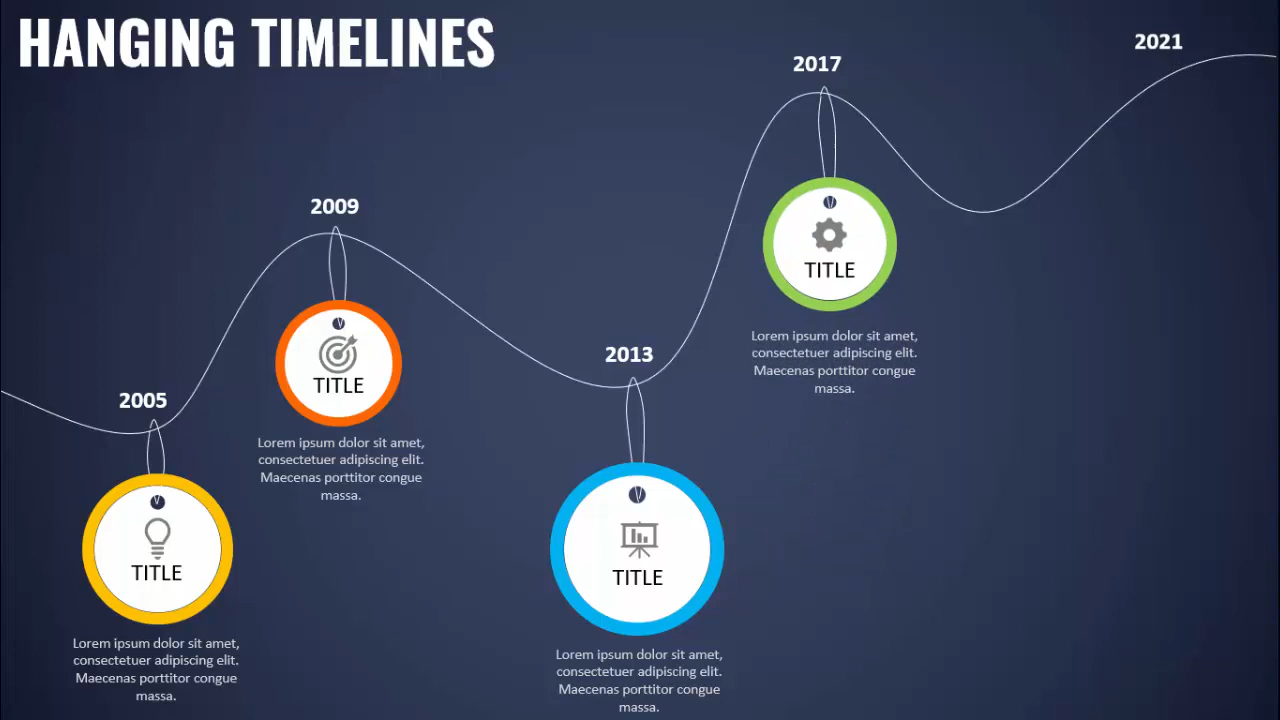 HANGING TIMELINES
2005
TITLE
Lorem ipsum dolor sit amet,
consectetuer adipiscing elit.
Maecenas porttitor congue
massa.
2009
TITLE
Lorem ipsum dolor sit amet,
consectetuer adipiscing elit.
Maecenas porttitor congue
massa.
2013
TITLE
Lorem ipsum dolor sit amet,
consectetuer adipiscing elit.
Maecenas porttitor congue
massa.
2017
TITLE
Lorem ipsum dolor sit amet,
consectetuer adipiscing elit.
Maecenas porttitor congue
massa.
2021